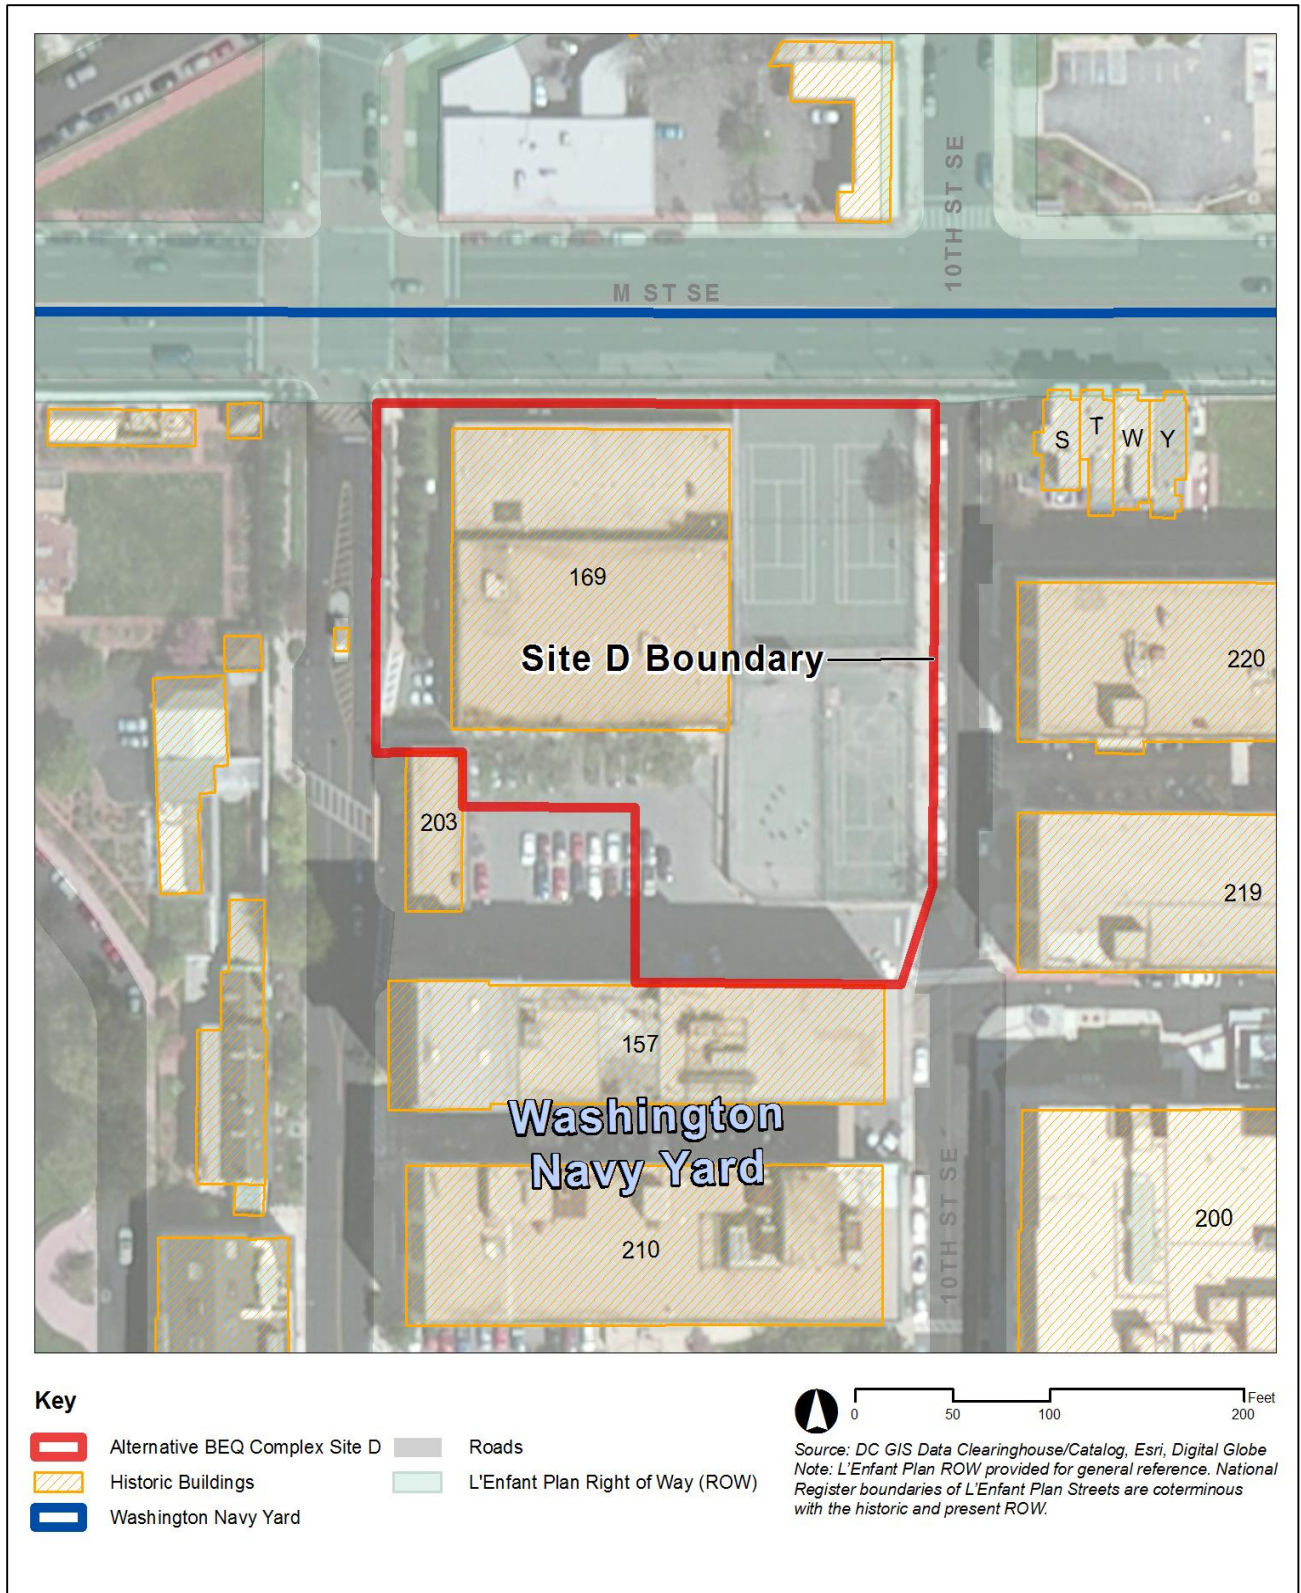 10TH ST SE
M ST SE
S
T
W
Y
169
Site D Boundary
220
203
219
157
Washington
Navy Yard
10TH ST SE
200
210
Key
Alternative BEQ Complex Site D
Roads
Historic Buildings
L'Enfant Plan Right of Way (ROW)
Washington Navy Yard
Feet
0 50 100 200
Source: DC GIS Data Clearinghouse/Catalog, Esri, Digital Globe
Note: L'Enfant Plan ROW provided for general reference. National
Register boundaries of L'Enfant Plan Streets are coterminous
with the historic and present ROW.